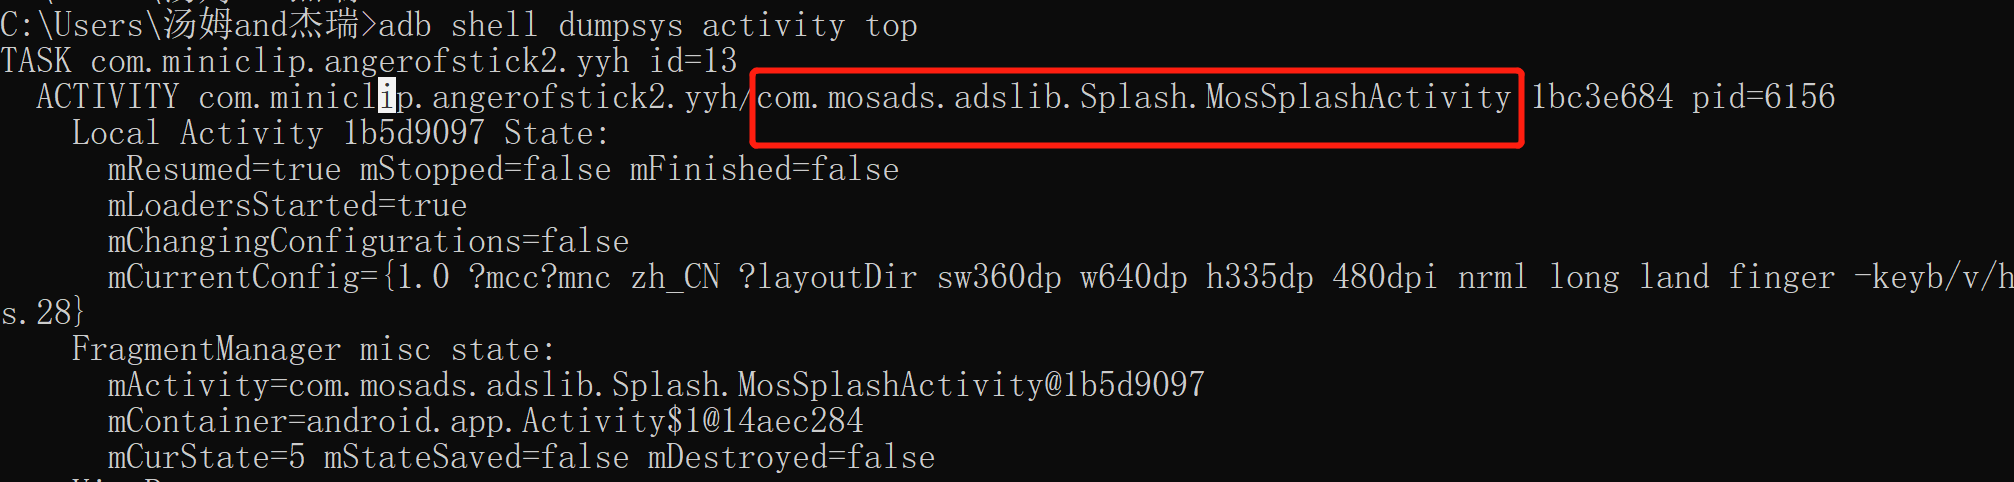 C:\Users\汤姆and杰瑞>adb shell dumpsys activity top
TASK com.miniclip.angerofstick2.yyh id=13
ACTIVITY com.miniclip.angerofstick2.yyh/com.mosads.adslib.Splash.MosSplashActivity 1bc3e684 pid=6156
Local Activity 1b5d9097 State:
mResumed=true mStopped=false mFinished=false
mLoadersStarted=true
mChangingConfigurations=false
mCurrentConfig={1.0 ?mcc?mnc zh_CN ?layoutDir sw360dp w640dp h335dp 480dpi nrml long land finger -keyb/v/h
s.28}
FragmentManager misc state:
mActivity=com.mosads.adslib.Splash.MosSplashActivity@1b5d9097
mContainer=android.app.Activity$1@14aec284
mCurState=5 mStateSaved=false mDestroyed=false